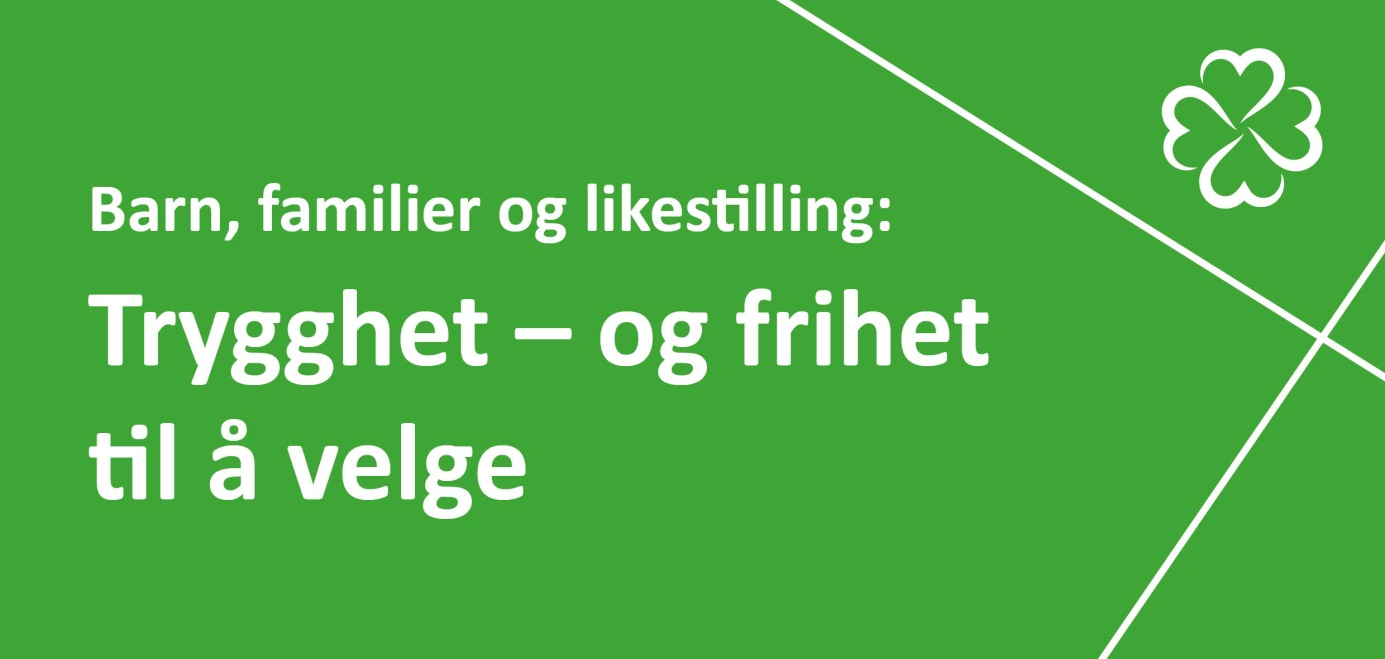 Barn, familier og likestilling:
Trygghet – og frihet
til å velge